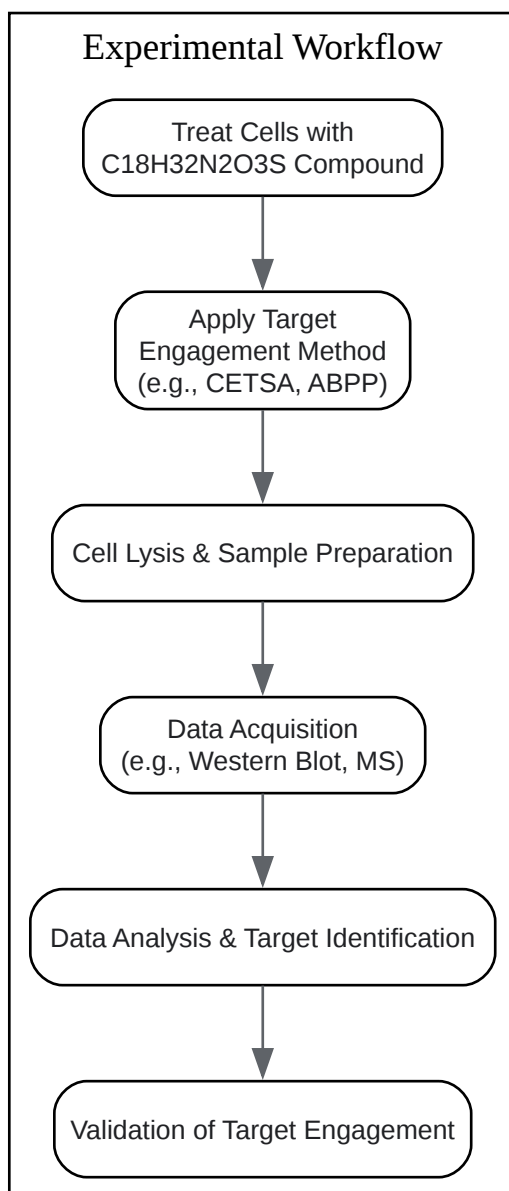 Experimental Workflow
Treat Cells with
C18H32N2O3S Compound
Apply Target
Engagement Method
(e.g., CETSA, ABPP)
Cell Lysis & Sample Preparation
Data Acquisition
(e.g., Western Blot, MS)
Data Analysis & Target Identification
Validation of Target Engagement